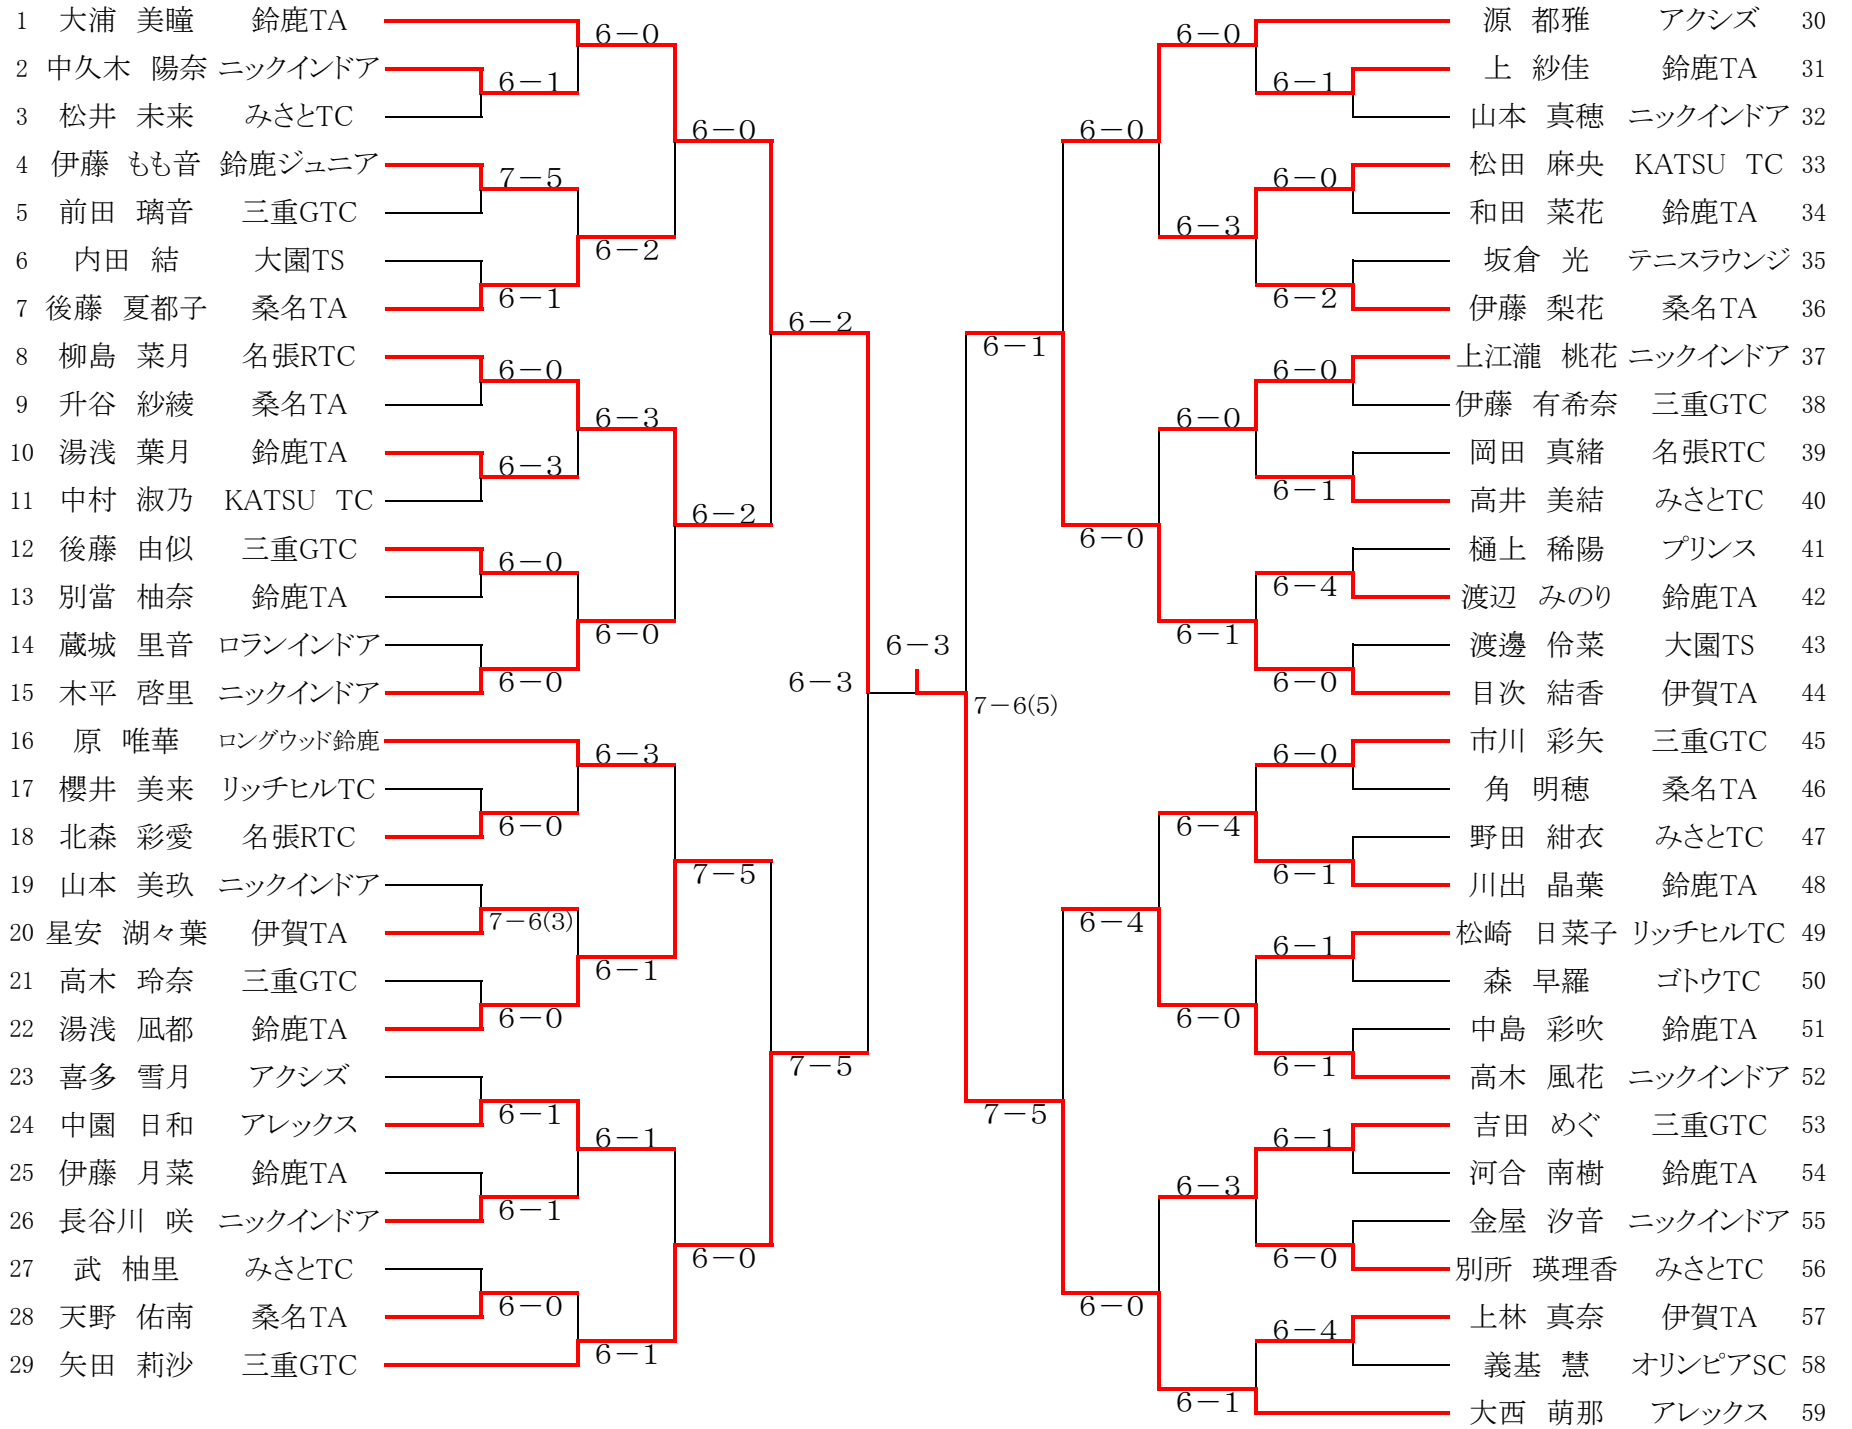 1 大浦 美瞳 鈴鹿TA
6－0
2 中久木 陽奈 ニックインドア
6－1
3 松井 未来 みさとTC
6－0
4 伊藤 もも音 鈴鹿ジュニア
7－5
5 前田 璃音 三重GTC
6－2
6 内田 結 大園TS
6－1
7 後藤 夏都子 桑名TA
6－2
8 柳島 菜月 名張RTC
6－0
9 升谷 紗綾 桑名TA
6－3
10 湯浅 葉月 鈴鹿TA
6－3
11 中村 淑乃 KATSU TC
6－2
12 後藤 由似 三重GTC
6－0
13 別當 柚奈 鈴鹿TA
6－0
14 蔵城 里音 ロランインドア
6－0
15 木平 啓里 ニックインドア
6－3
16 原 唯華 ロングウッド鈴鹿
6－3
17 櫻井 美来 リッチヒルTC
6－0
18 北森 彩愛 名張RTC
7－5
19 山本 美玖 ニックインドア
7－6(3)
20 星安 湖々葉 伊賀TA
6－1
21 高木 玲奈 三重GTC
6－0
22 湯浅 凪都 鈴鹿TA
7－5
23 喜多 雪月 アクシズ
6－1
24 中園 日和 アレックス
6－1
25 伊藤 月菜 鈴鹿TA
6－1
26 長谷川 咲 ニックインドア
6－0
27 武 柚里 みさとTC
6－0
28 天野 佑南 桑名TA
6－1
29 矢田 莉沙 三重GTC
6－3
7－6(5)
源 都雅 アクシズ 30
6－0
上 紗佳 鈴鹿TA 31
6－1
山本 真穂 ニックインドア 32
6－0
松田 麻央 KATSU TC 33
6－0
和田 菜花 鈴鹿TA 34
6－3
坂倉 光 テニスラウンジ 35
6－2
伊藤 梨花 桑名TA 36
6－1
上江瀧 桃花 ニックインドア 37
6－0
伊藤 有希奈 三重GTC 38
6－0
岡田 真緒 名張RTC 39
6－1
高井 美結 みさとTC 40
6－0
樋上 稀陽 プリンス 41
6－4
渡辺 みのり 鈴鹿TA 42
6－1
渡邊 伶菜 大園TS 43
6－0
目次 結香 伊賀TA 44
市川 彩矢 三重GTC 45
6－0
角 明穂 桑名TA 46
6－4
野田 紺衣 みさとTC 47
6－1
川出 晶葉 鈴鹿TA 48
6－4
松崎 日菜子 リッチヒルTC 49
6－1
森 早羅 ゴトウTC 50
6－0
中島 彩吹 鈴鹿TA 51
6－1
高木 風花 ニックインドア 52
7－5
吉田 めぐ 三重GTC 53
6－1
河合 南樹 鈴鹿TA 54
6－3
金屋 汐音 ニックインドア 55
6－0
別所 瑛理香 みさとTC 56
6－0
上林 真奈 伊賀TA 57
6－4
義基 慧 オリンピアSC 58
6－1
大西 萌那 アレックス 59